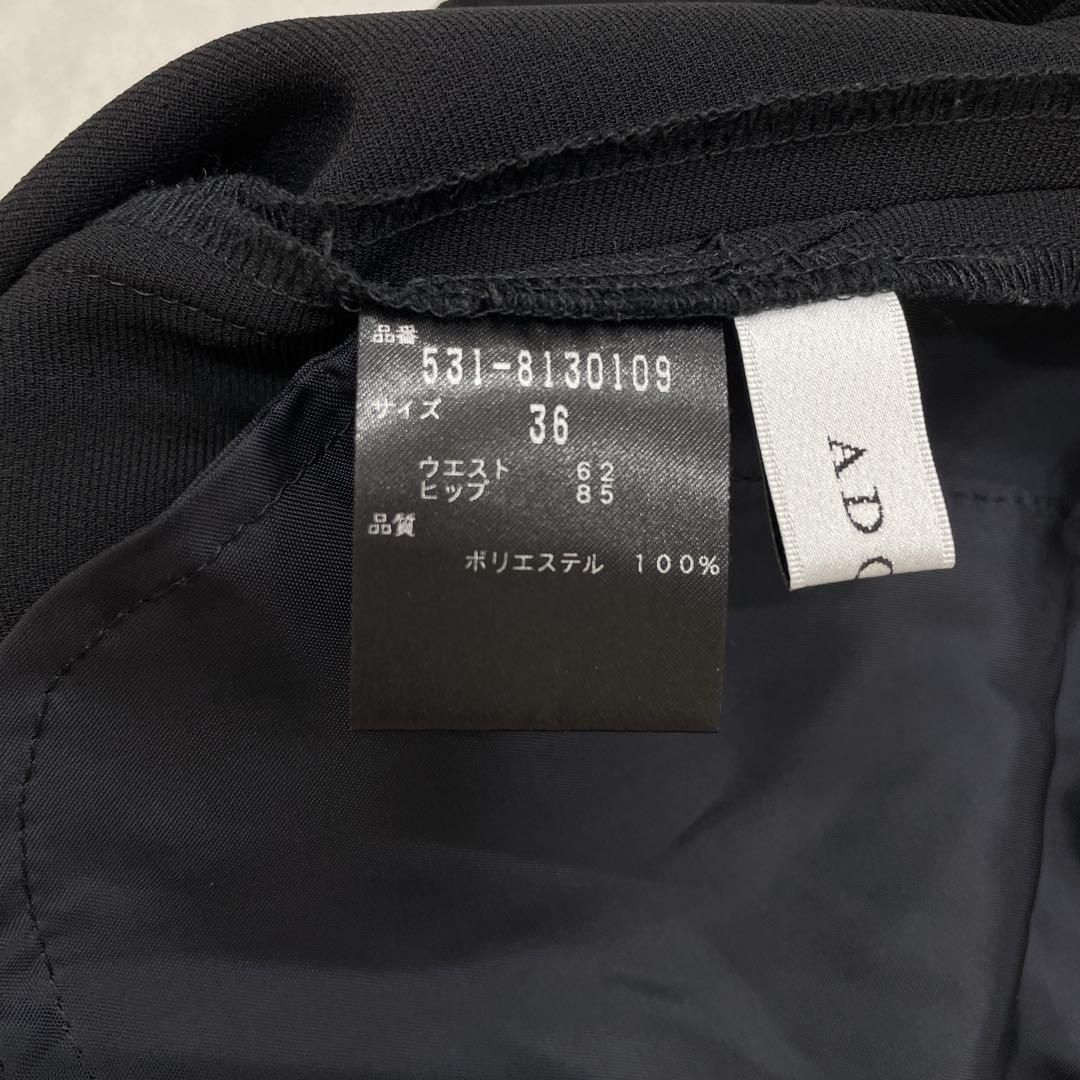 品番
531-8130109
サイズ
36
ウエスト 62
ヒップ 85
品質
ポリエステル 100%
AD